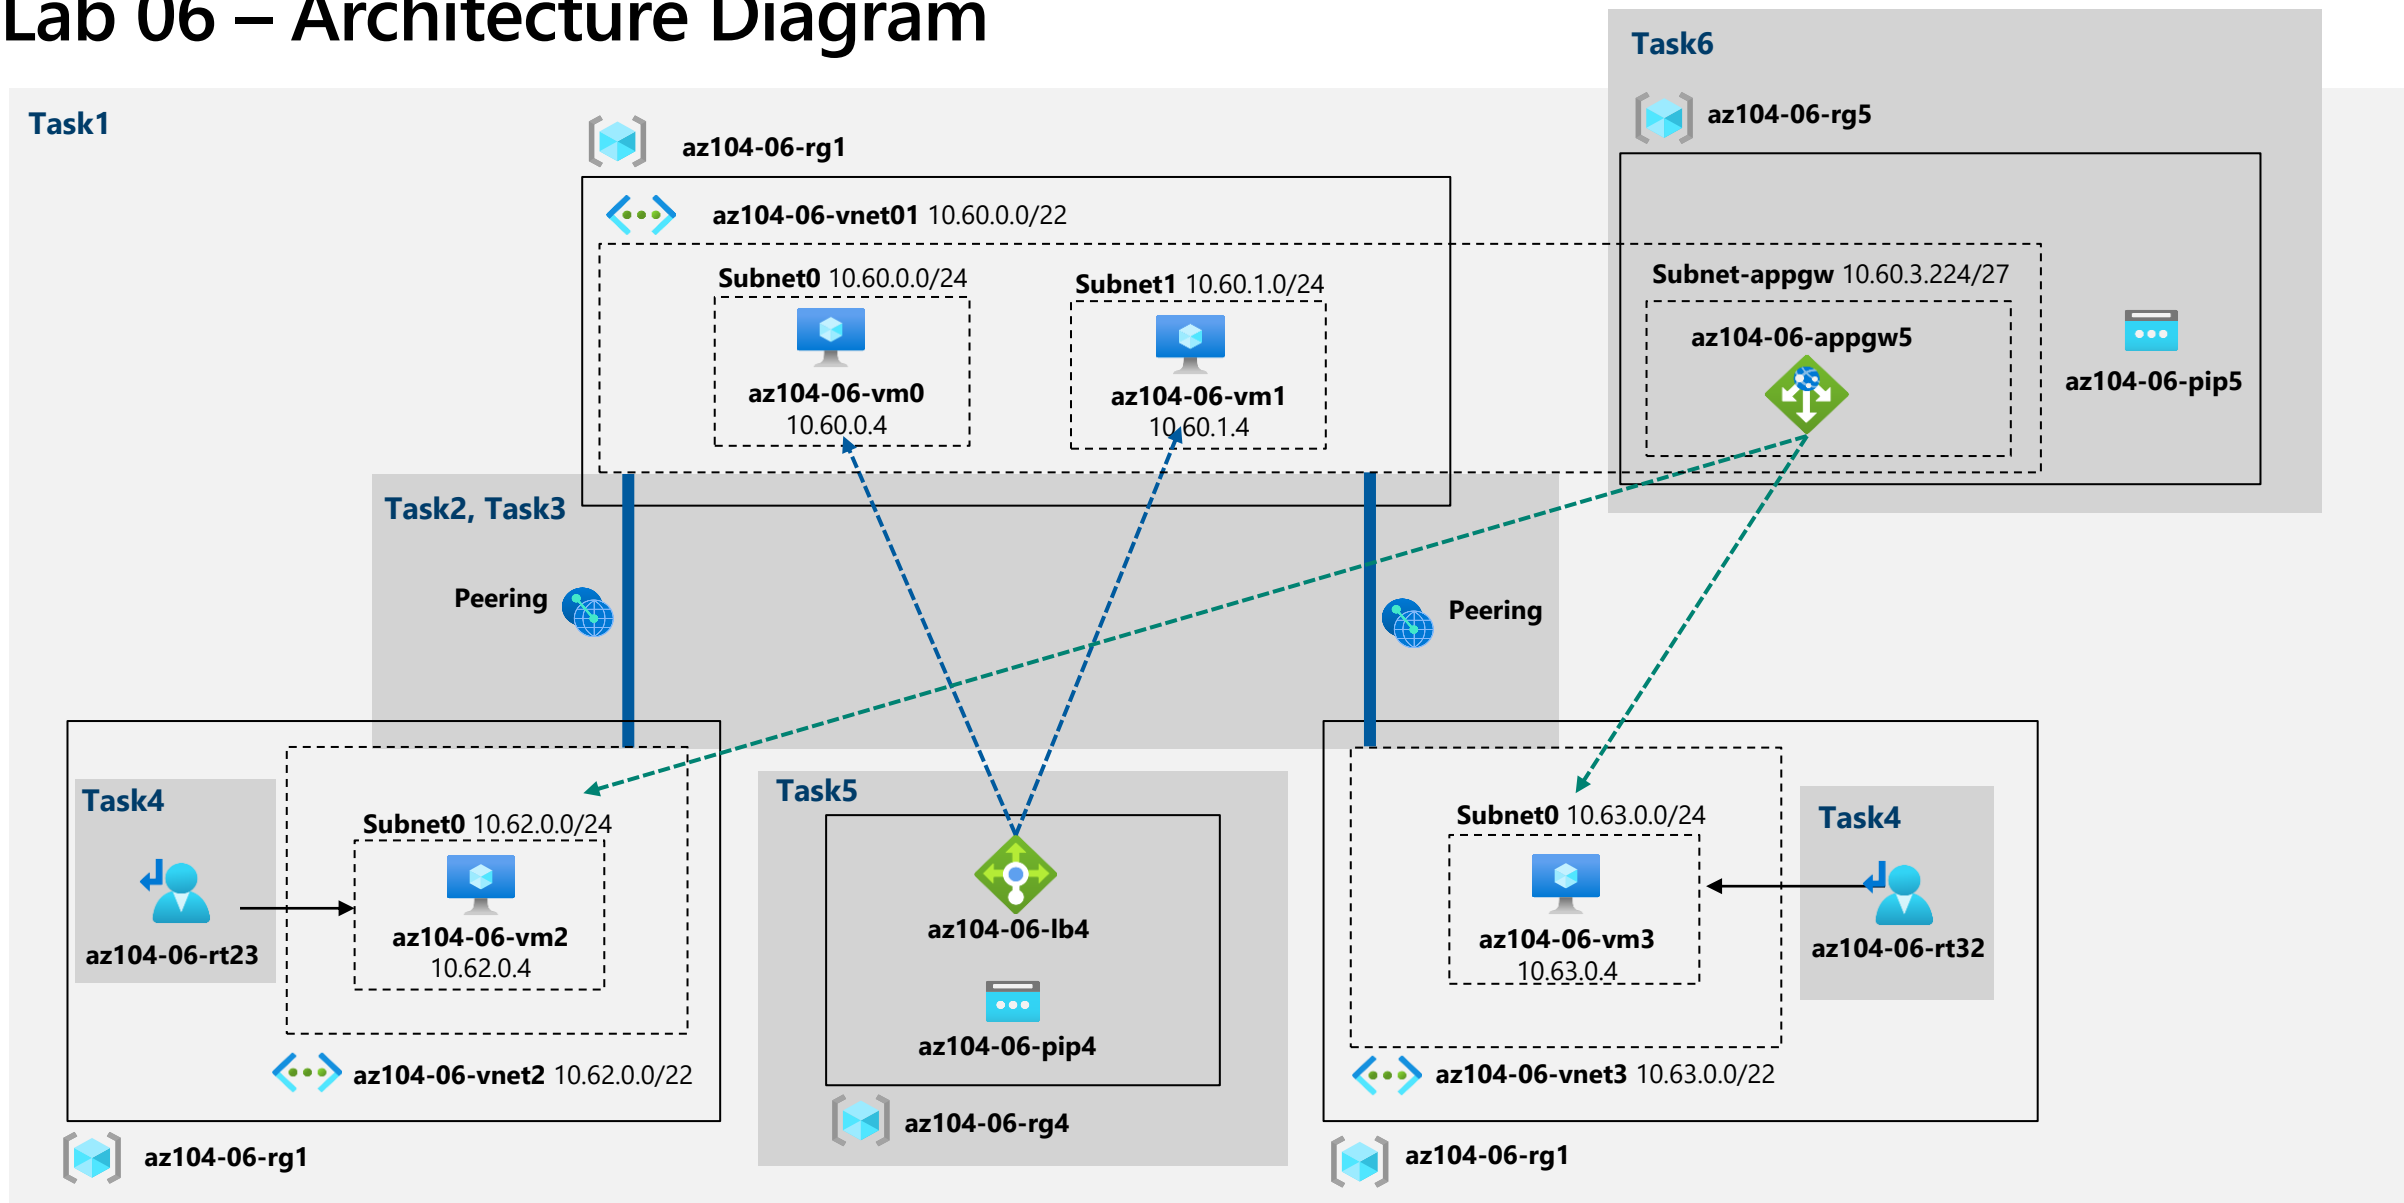 Lab 06 – Architecture Diagram
Task6
az104-06-rg5
Task1
az104-06-rg1
az104-06-vnet01 10.60.0.0/22
Subnet0 10.60.0.0/24
Subnet1 10.60.1.0/24
Subnet-appgw 10.60.3.224/27
az104-06-appgw5
az104-06-pip5
az104-06-vm0
10.60.0.4
az104-06-vm1
10.60.1.4
Task2, Task3
Peering
Peering
Task4
Subnet0 10.62.0.0/24
az104-06-rt23
az104-06-vm2
10.62.0.4
az104-06-vnet2 10.62.0.0/22
az104-06-rg1
Task5
az104-06-lb4
az104-06-pip4
az104-06-rg4
Subnet0 10.63.0.0/24
Task4
az104-06-vm3
10.63.0.4
az104-06-rt32
az104-06-vnet3 10.63.0.0/22
az104-06-rg1